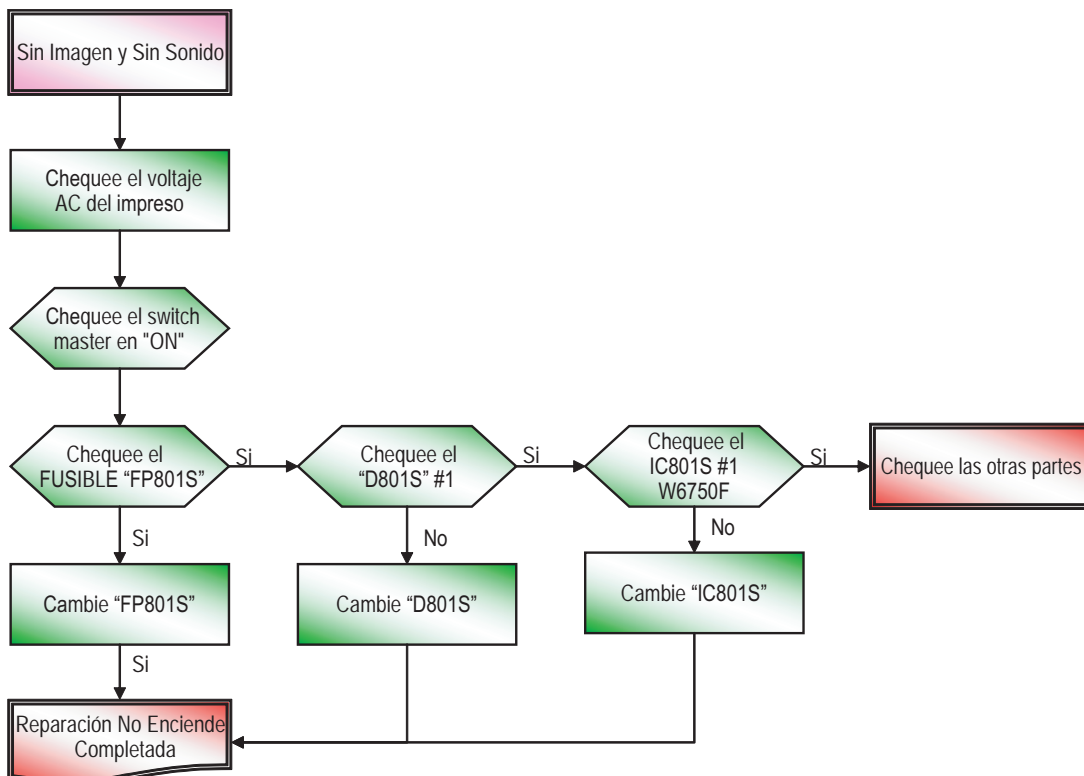 Sin Imagen y Sin Sonido
Chequee el voltaje
AC del impreso
Chequee el switch
master en "ON"
Chequee el
FUSIBLE “FP801S”
Si
Chequee el
“D801S” #1
Si
Chequee el
IC801S #1
W6750F
Si
Chequee las otras partes
Si
No
No
Cambie “FP801S”
Cambie “D801S”
Cambie “IC801S”
Si
Reparación No Enciende
Completada